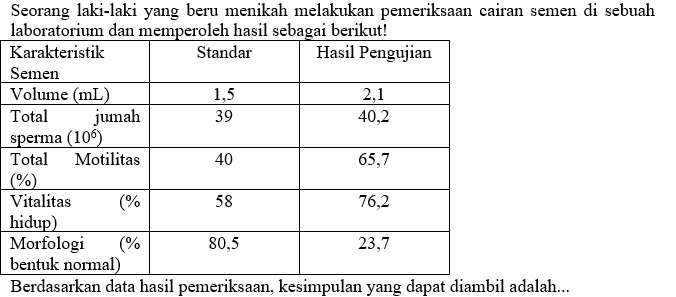 Seorang laki-laki yang beru menikah melakukan pemeriksaan cairan semen di sebuah
laboratorium dan memperoleh hasil sebagai berikut!
Karakteristik Semen Standar Hasil Pengujian
Volume (mL) 1,5 2,1
Total jumah sperma (10⁶) 39 40,2
Total Motilitas (%) 40 65,7
Vitalitas (% hidup) 58 76,2
Morfologi (% bentuk normal) 80,5 23,7
Berdasarkan data hasil pemeriksaan, kesimpulan yang dapat diambil adalah...